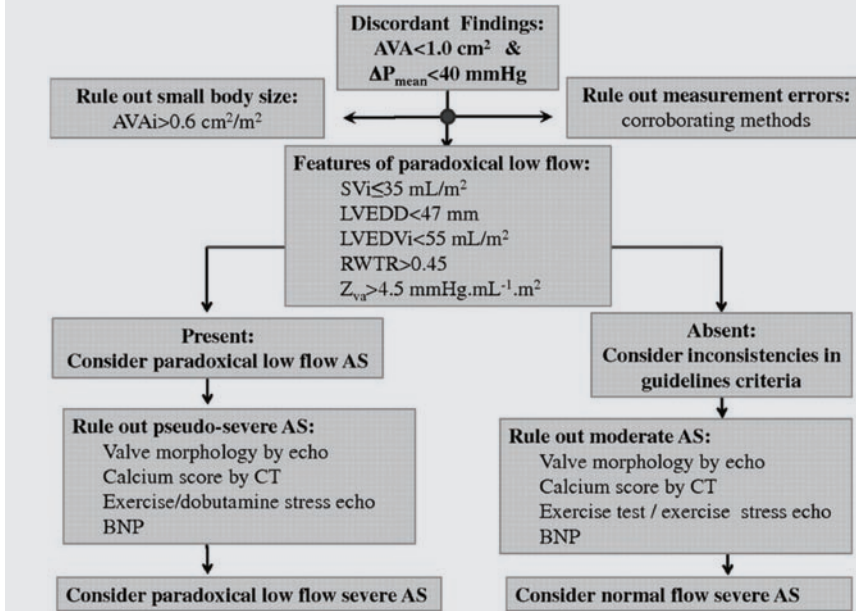 Discordant Findings:
AVA<1.0 cm² &
ΔPmean<40 mmHg
Rule out small body size:
AVAi>0.6 cm²/m²
Rule out measurement errors:
corroborating methods
Features of paradoxical low flow:
SVi≤35 mL/m²
LVEDD<47 mm
LVEDVi<55 mL/m²
RWTR>0.45
Zva>4.5 mmHg.mL⁻¹.m²
Present:
Consider paradoxical low flow AS
Absent:
Consider inconsistencies in
guidelines criteria
Rule out pseudo-severe AS:
Valve morphology by echo
Calcium score by CT
Exercise/dobutamine stress echo
BNP
Rule out moderate AS:
Valve morphology by echo
Calcium score by CT
Exercise test / exercise stress echo
BNP
Consider paradoxical low flow severe AS
Consider normal flow severe AS